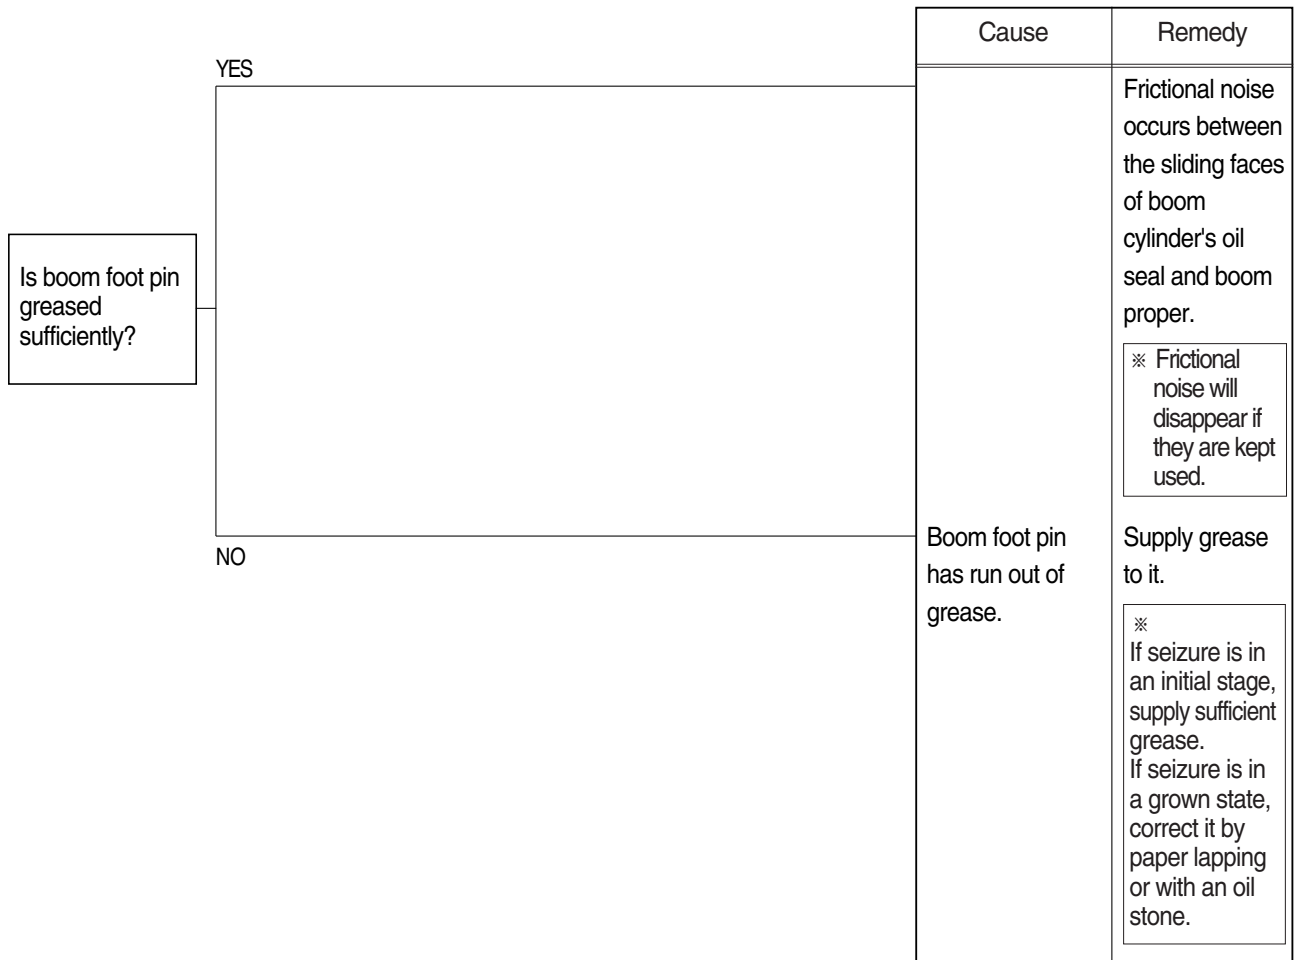 Cause
Remedy
YES
Frictional noise
occurs between
the sliding faces
of boom
cylinder's oil
seal and boom
proper.
※ Frictional
noise will
disappear if
they are kept
used.
Is boom foot pin
greased
sufficiently?
NO
Boom foot pin
has run out of
grease.
Supply grease
to it.
※
If seizure is in
an initial stage,
supply sufficient
grease.
If seizure is in
a grown state,
correct it by
paper lapping
or with an oil
stone.